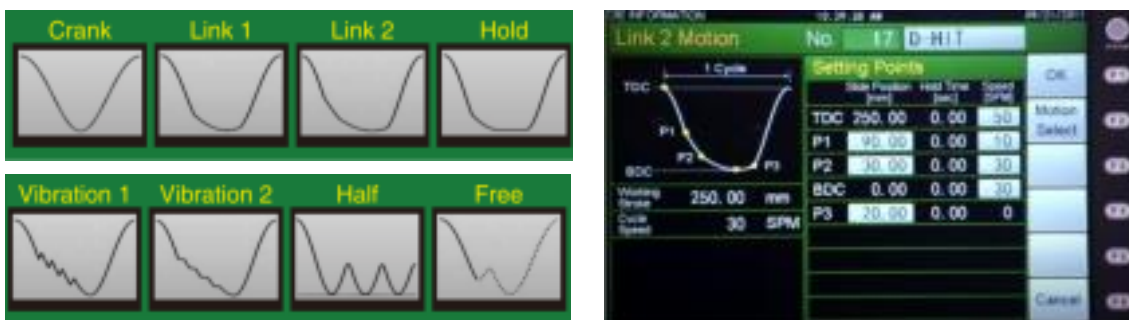 Crank Link 1 Link 2 Hold
Vibration 1 Vibration 2 Half Free
Link 2 Motion No. 17 D-HIT
1 Cycle
TDC
P1
P2
BDC
P3
Working Stroke 250.00 mm
Cycle Speed 30 SPM
Setting Points
Slide Position [mm] Hold Time [sec] Speed [SPM]
TDC 250.00 0.00 50
P1 90.00 0.00 10
P2 30.00 0.00 30
BDC 0.00 0.00 30
P3 20.00 0.00 0
OK
Motion Select
Cancel